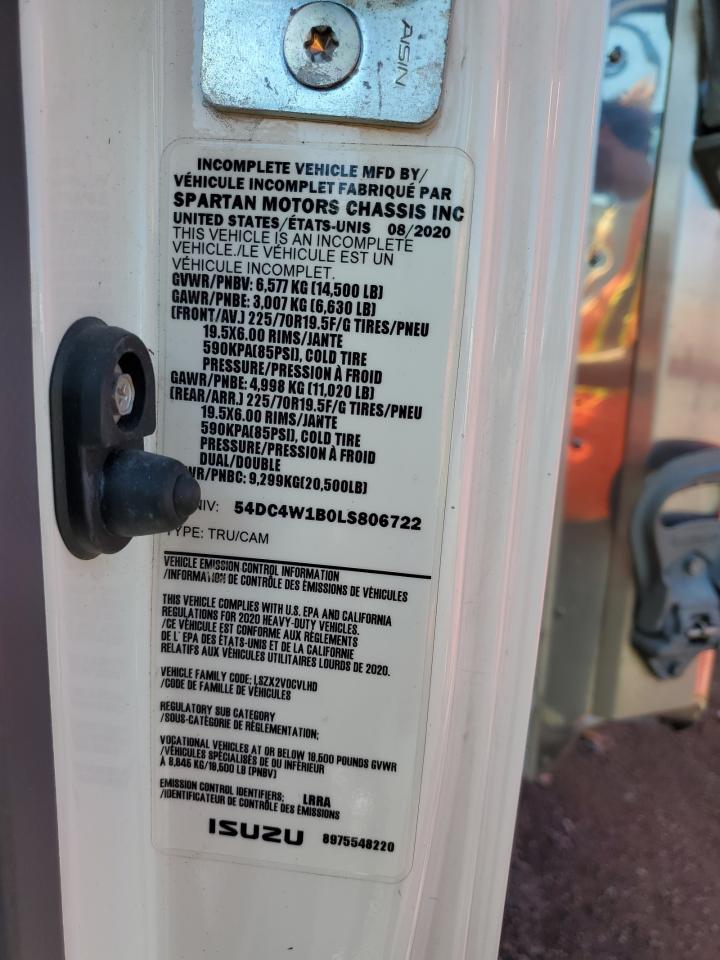 AISIN
INCOMPLETE VEHICLE MFD BY/
VÉHICULE INCOMPLET FABRIQUÉ PAR
SPARTAN MOTORS CHASSIS INC
UNITED STATES/ÉTATS-UNIS 08/2020
THIS VEHICLE IS AN INCOMPLETE
VEHICLE./LE VÉHICULE EST UN
VÉHICULE INCOMPLET.
GVWR/PNBV: 6,577 KG (14,500 LB)
GAWR/PNBE: 3,007 KG (6,630 LB)
(FRONT/AV.) 225/70R19.5F/G TIRES/PNEU
19.5X6.00 RIMS/JANTE
590KPA(85PSI), COLD TIRE
PRESSURE/PRESSION À FROID
GAWR/PNBE: 4,998 KG (11,020 LB)
(REAR/ARR.) 225/70R19.5F/G TIRES/PNEU
19.5X6.00 RIMS/JANTE
590KPA(85PSI), COLD TIRE
PRESSURE/PRESSION À FROID
DUAL/DOUBLE
WR/PNBC: 9,299KG(20,500LB)
NIV: 54DC4W1B0LS806722
TYPE: TRU/CAM
VEHICLE EMISSION CONTROL INFORMATION
/INFORMATION DE CONTRÔLE DES ÉMISSIONS DE VÉHICULES
THIS VEHICLE COMPLIES WITH U.S. EPA AND CALIFORNIA
REGULATIONS FOR 2020 HEAVY-DUTY VEHICLES.
/CE VÉHICULE EST CONFORME AUX RÈGLEMENTS
DE L' EPA DES ÉTATS-UNIS ET DE LA CALIFORNIE
RELATIFS AUX VÉHICULES UTILITAIRES LOURDS DE 2020.
VEHICLE FAMILY CODE: LSZX2VOCVLHD
/CODE DE FAMILLE DE VÉHICULES
REGULATORY SUB CATEGORY
/SOUS-CATÉGORIE DE RÉGLEMENTATION:
VOCATIONAL VEHICLES AT OR BELOW 19,500 POUNDS GVWR
/VÉHICULES SPÉCIALISÉS DE OU INFÉRIEUR
À 8,845 KG/19,500 LB (PNBV)
EMISSION CONTROL IDENTIFIERS: LRRA
/IDENTIFICATEUR DE CONTRÔLE DES ÉMISSIONS
ISUZU 8975548220